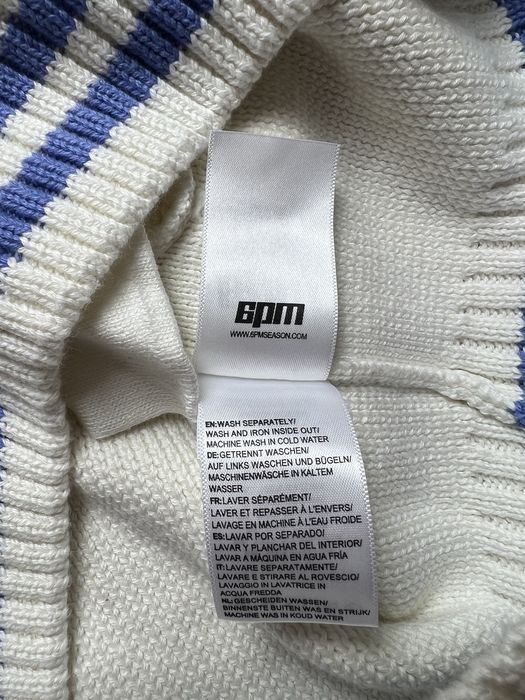 6pm
WWW.6PMSEASON.COM
EN:WASH SEPARATELY/
WASH AND IRON INSIDE OUT/
MACHINE WASH IN COLD WATER
DE:GETRENNT WASCHEN/
AUF LINKS WASCHEN UND BÜGELN/
MASCHINENWÄSCHE IN KALTEM
WASSER
FR:LAVER SÉPARÉMENT/
LAVER ET REPASSER À L'ENVERS/
LAVAGE EN MACHINE À L'EAU FROIDE
ES:LAVAR POR SEPARADO/
LAVAR Y PLANCHAR DEL INTERIOR/
LAVAR A MÁQUINA EN AGUA FRÍA
IT:LAVARE SEPARATAMENTE/
LAVARE E STIRARE AL ROVESCIO/
LAVAGGIO IN LAVATRICE IN
ACQUA FREDDA
NL:GESCHEIDEN WASSEN/
BINNENSTE BUITEN WAS EN STRIJK/
MACHINE WAS IN KOUD WATER